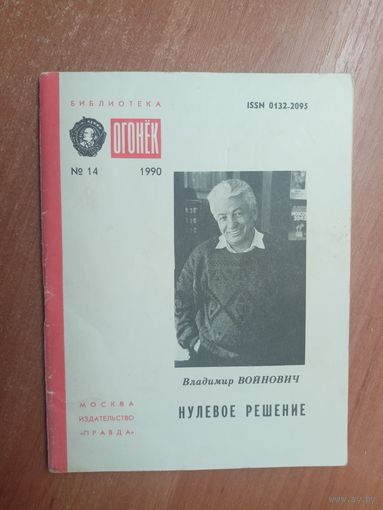 БИБЛИОТЕКА
ISSN 0132-2095
ОГОНЁК
№ 14 1990
Владимир ВОЙНОВИЧ
НУЛЕВОЕ РЕШЕНИЕ
МОСКВА
ИЗДАТЕЛЬСТВО
«ПРАВДА»